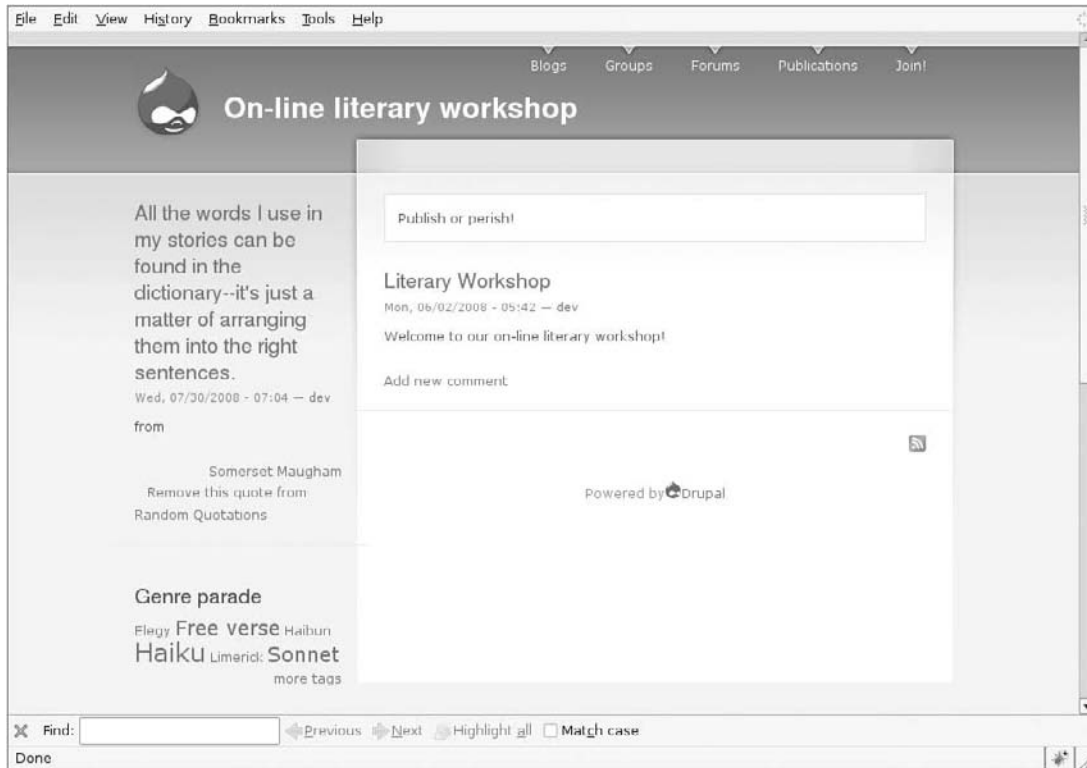 File Edit View History Bookmarks Tools Help
Blogs Groups Forums Publications Join!
On-line literary workshop
All the words I use in
my stories can be
found in the
dictionary--it's just a
matter of arranging
them into the right
sentences.
Wed, 07/30/2008 - 07:04 — dev
from
Somerset Maugham
Remove this quote from
Random Quotations
Genre parade
Elegy Free verse Haibun
Haiku Limerick Sonnet
more tags
Publish or perish!
Literary Workshop
Mon, 06/02/2008 - 05:42 — dev
Welcome to our on-line literary workshop!
Add new comment
Powered by Drupal
Find: Previous Next Highlight all Match case
Done